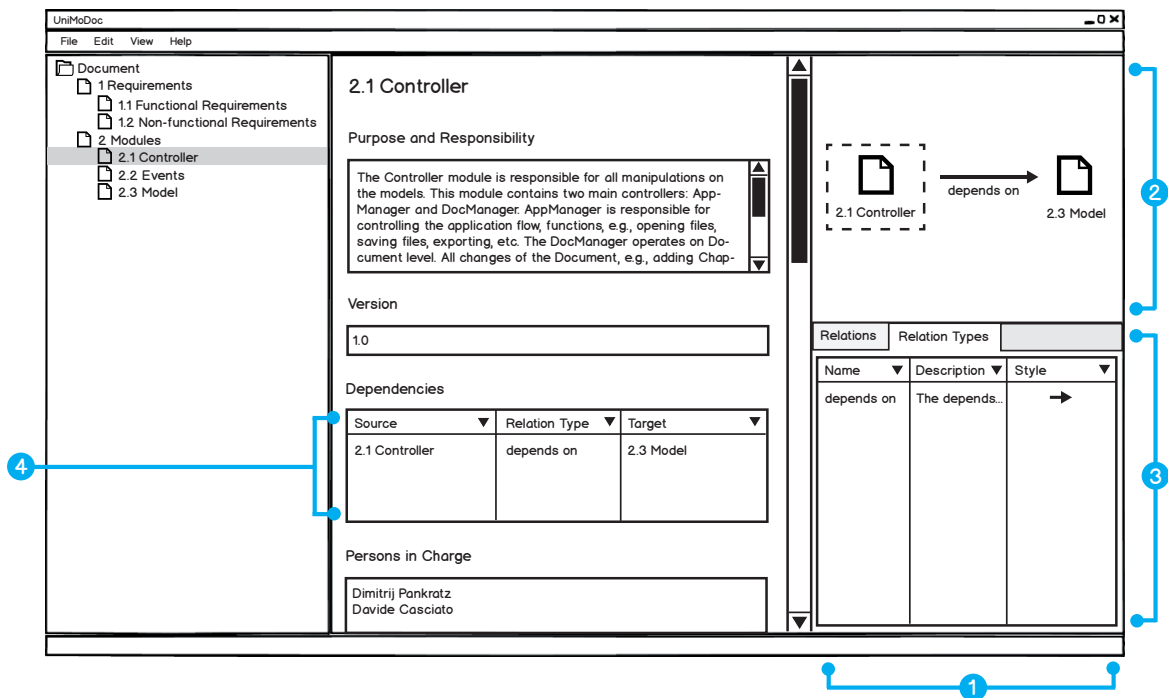 UniMoDoc
File Edit View Help
Document
1 Requirements
1.1 Functional Requirements
1.2 Non-functional Requirements
2 Modules
2.1 Controller
2.2 Events
2.3 Model
2.1 Controller
Purpose and Responsibility
The Controller module is responsible for all manipulations on
the models. This module contains two main controllers: App-
Manager and DocManager. AppManager is responsible for
controlling the application flow, functions, e.g., opening files,
saving files, exporting, etc. The DocManager operates on Do-
cument level. All changes of the Document, e.g., adding Chap-
Version
1.0
Dependencies
Source Relation Type Target
2.1 Controller depends on 2.3 Model
Persons in Charge
Dimitrij Pankratz
Davide Casciato
2.1 Controller
depends on
2.3 Model
Relations Relation Types
Name Description Style
depends on The depends...
1
2
3
4